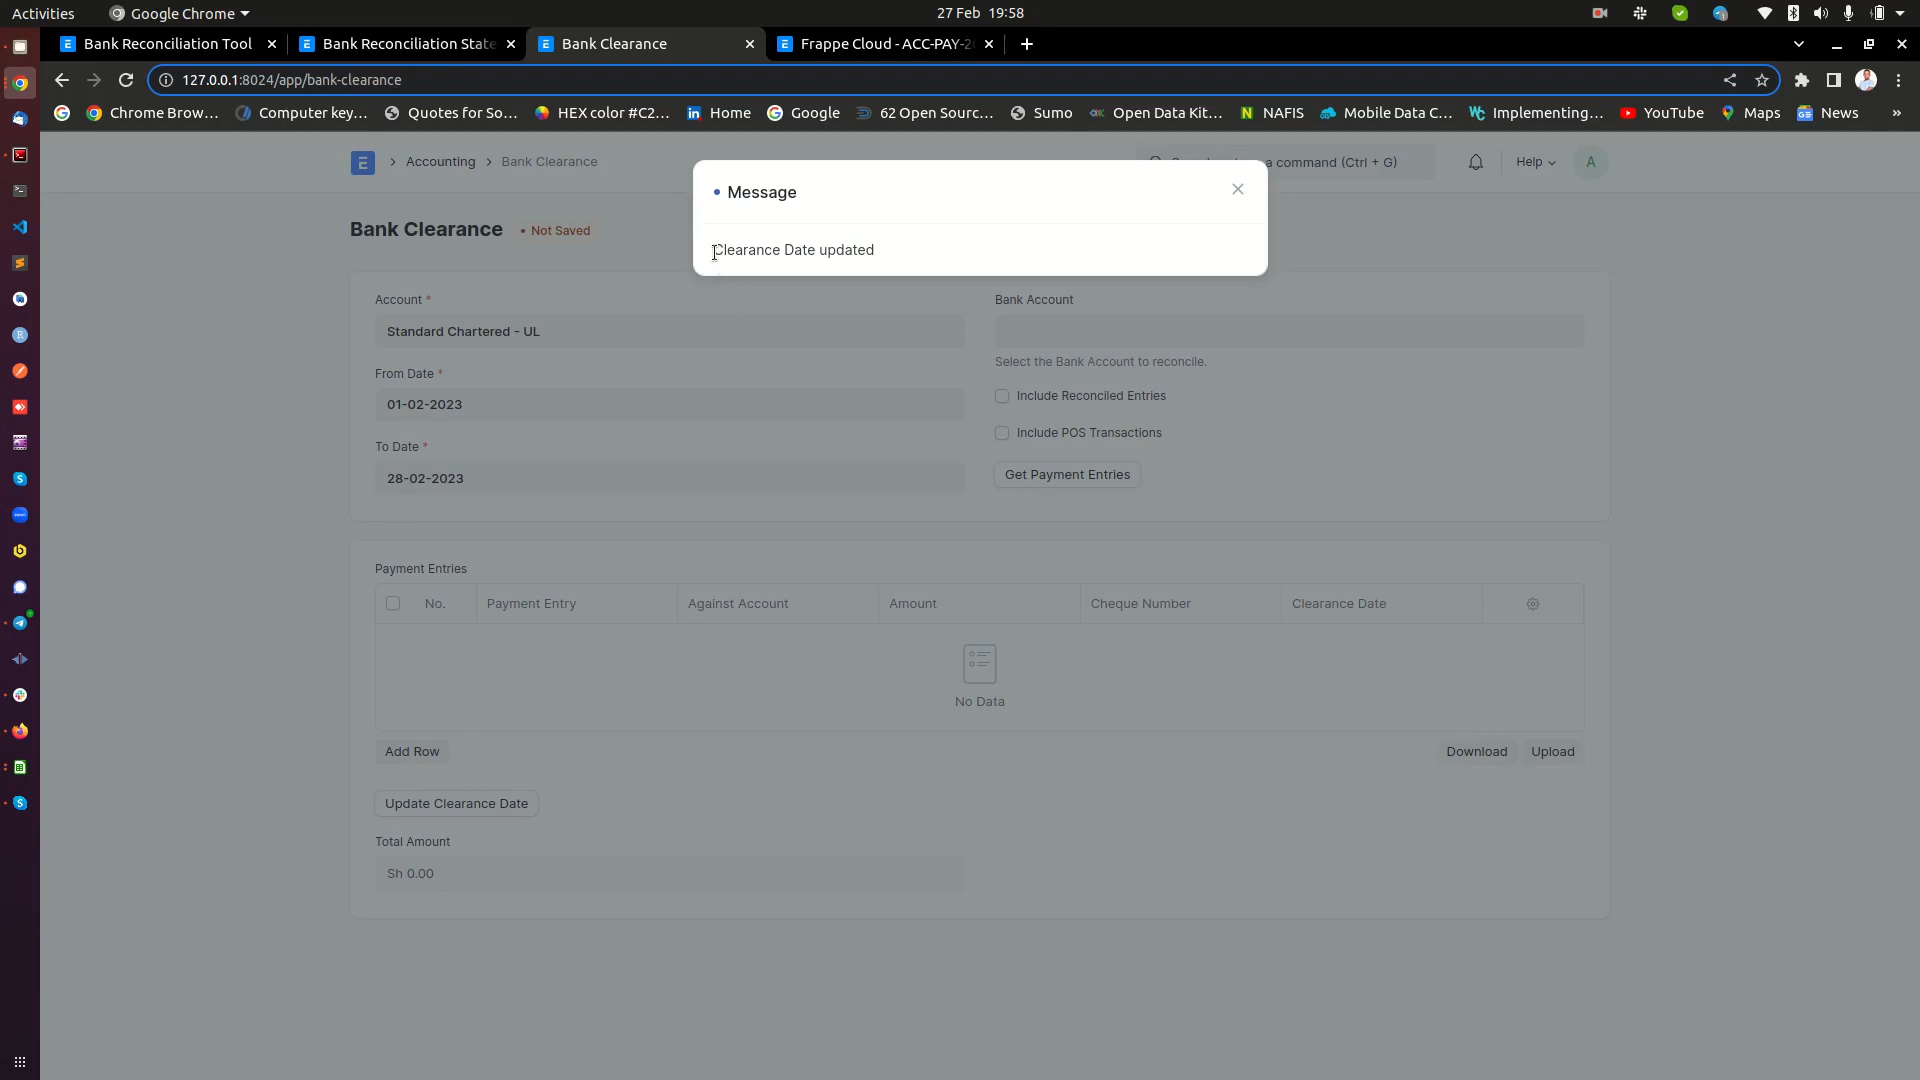 Activities
Google Chrome
27 Feb 19:58
Bank Reconciliation Tool
Bank Reconciliation State
Bank Clearance
Frappe Cloud - ACC-PAY-2
127.0.0.1:8024/app/bank-clearance
Chrome Brow...
Computer key...
Quotes for So...
HEX color #C2...
Home
Google
62 Open Sourc...
Sumo
Open Data Kit...
NAFIS
Mobile Data C...
Implementing...
YouTube
Maps
News
Accounting
Bank Clearance
a command (Ctrl + G)
Help
A
Message
Clearance Date updated
Bank Clearance
Not Saved
Account *
Standard Chartered - UL
From Date *
01-02-2023
To Date *
28-02-2023
Bank Account
Select the Bank Account to reconcile.
Include Reconciled Entries
Include POS Transactions
Get Payment Entries
Payment Entries
No.
Payment Entry
Against Account
Amount
Cheque Number
Clearance Date
No Data
Add Row
Download
Upload
Update Clearance Date
Total Amount
Sh 0.00